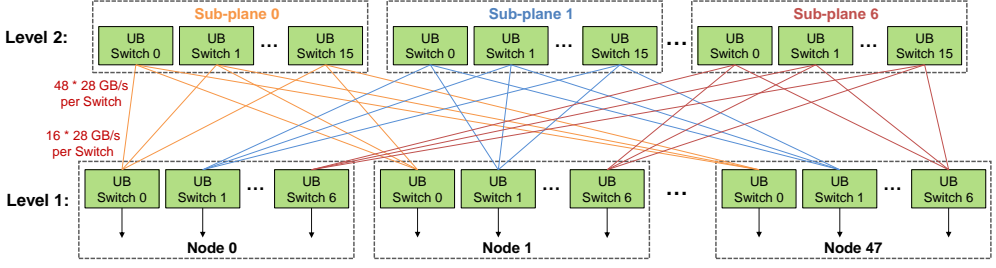 Sub-plane 0
Sub-plane 1
Sub-plane 6
Level 2:
UB
Switch 0
UB
Switch 1
...
UB
Switch 15
UB
Switch 0
UB
Switch 1
...
UB
Switch 15
...
UB
Switch 0
UB
Switch 1
...
UB
Switch 15
48 * 28 GB/s
per Switch
16 * 28 GB/s
per Switch
Level 1:
UB
Switch 0
UB
Switch 1
...
UB
Switch 6
UB
Switch 0
UB
Switch 1
...
UB
Switch 6
...
UB
Switch 0
UB
Switch 1
...
UB
Switch 6
Node 0
Node 1
Node 47